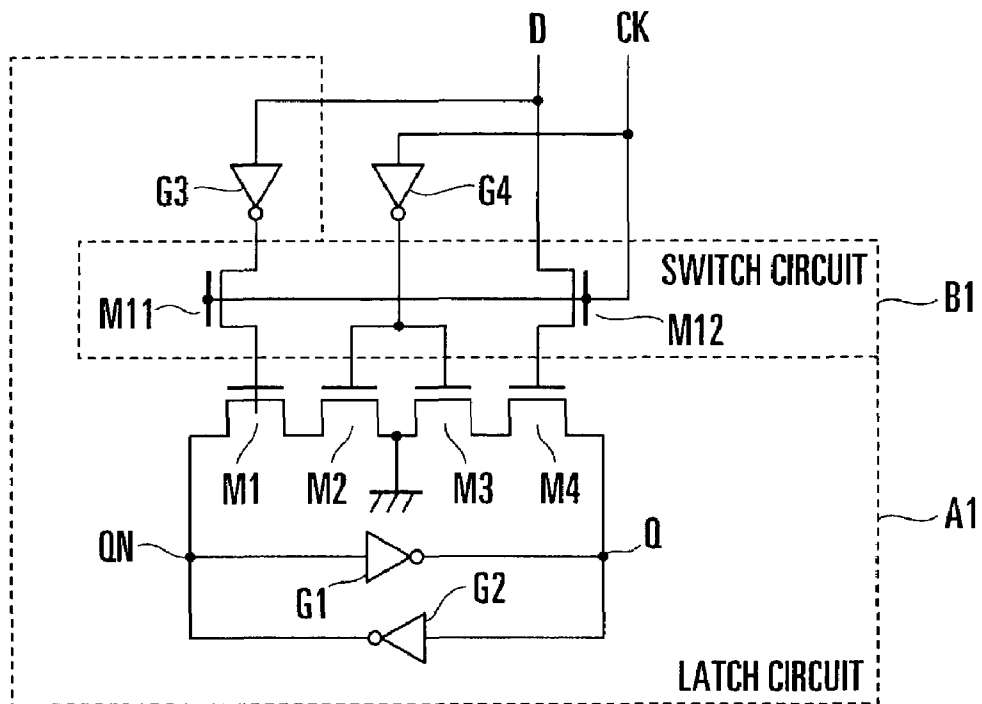 D CK
G3 G4
SWITCH CIRCUIT
B1
M11 M12
M1 M2 M3 M4
A1
QN Q
G1 G2
LATCH CIRCUIT